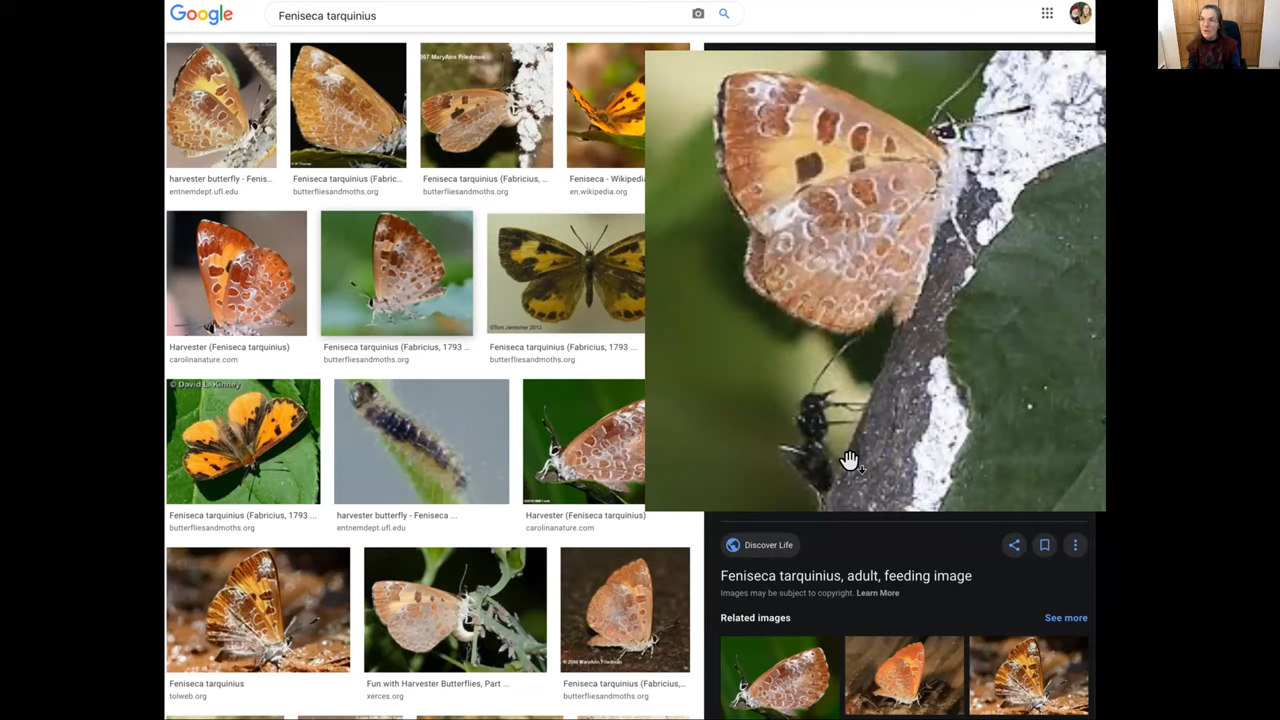 Google
Feniseca tarquinius
harvester butterfly - Fenis...
entnemdept.ufl.edu
Feniseca tarquinius (Fabric...
butterfliesandmoths.org
MaryAnn Friedman
Feniseca tarquinius (Fabricius, ...
butterfliesandmoths.org
Feniseca - Wikipedi
en.wikipedia.org
Harvester (Feniseca tarquinius)
carolinanature.com
Feniseca tarquinius (Fabricius, 1793 ...
butterfliesandmoths.org
Feniseca tarquinius (Fabricius, 1793 ...
butterfliesandmoths.org
© David L. Kinney
Feniseca tarquinius (Fabricius, 1793 ...
butterfliesandmoths.org
harvester butterfly - Feniseca ...
entnemdept.ufl.edu
Harvester (Feniseca tarquinius)
carolinanature.com
Feniseca tarquinius
tolweb.org
Fun with Harvester Butterflies, Part ...
xerces.org
MaryAnn Friedman
Feniseca tarquinius (Fabricius,...
butterfliesandmoths.org
Discover Life
Feniseca tarquinius, adult, feeding image
Images may be subject to copyright. Learn More
Related images
See more